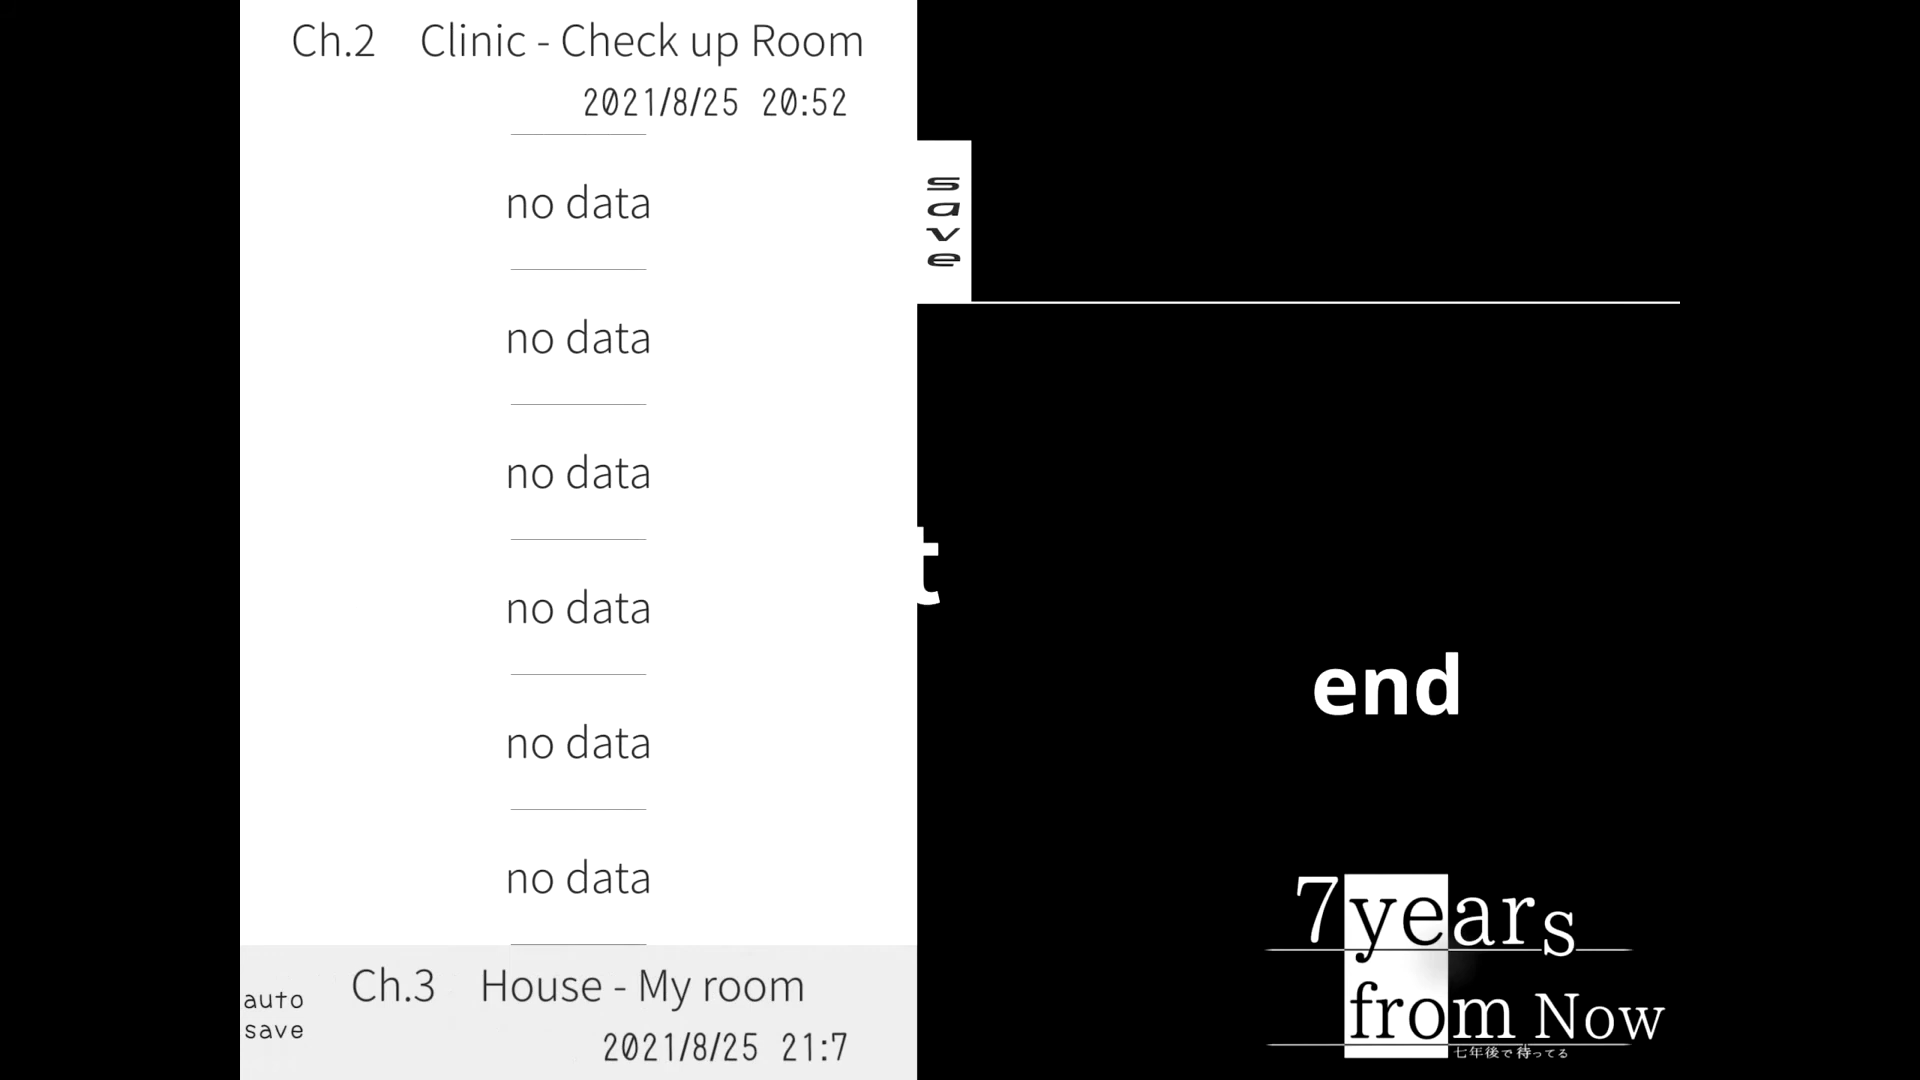 Ch.2 Clinic - Check up Room
2021/8/25 20:52
no data
no data
no data
no data
no data
no data
auto
save
Ch.3 House - My room
2021/8/25 21:7
save
t
end
7years
from Now
七年後で待ってる